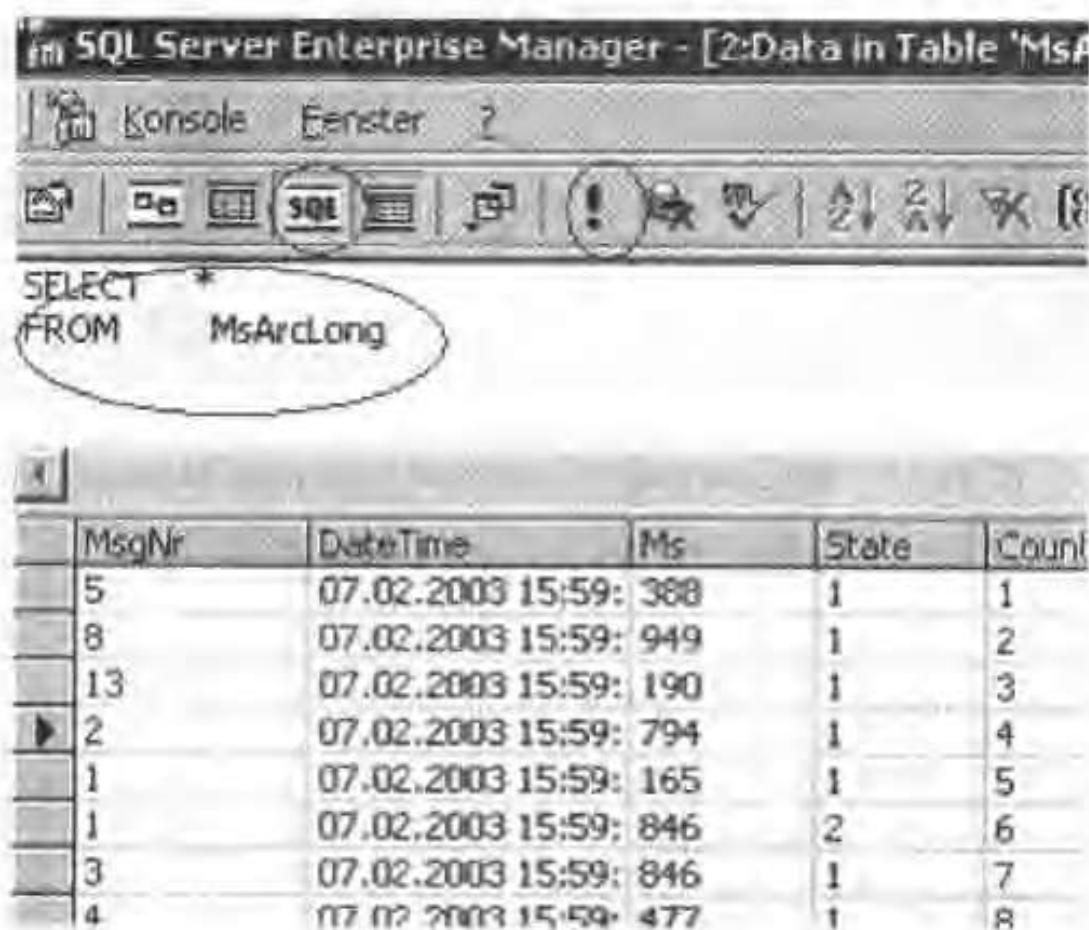 SQL Server Enterprise Manager - [2:Data in Table 'MsA
Konsole Fenster ?
SQL !
SELECT *
FROM MsArcLong
MsgNr DateTime Ms State Count
5 07.02.2003 15:59: 388 1 1
8 07.02.2003 15:59: 949 1 2
13 07.02.2003 15:59: 190 1 3
2 07.02.2003 15:59: 794 1 4
1 07.02.2003 15:59: 165 1 5
1 07.02.2003 15:59: 846 2 6
3 07.02.2003 15:59: 846 1 7
4 07.02.2003 15:59: 477 1 8